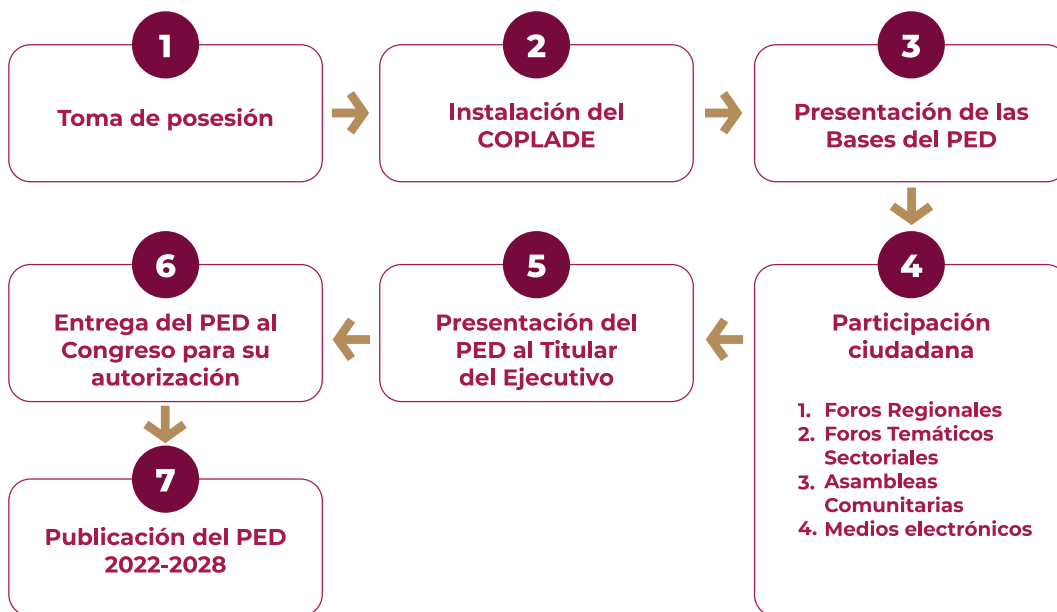 1
Toma de posesión
2
Instalación del
COPLADE
3
Presentación de las
Bases del PED
4
Participación
ciudadana
1. Foros Regionales
2. Foros Temáticos
Sectoriales
3. Asambleas
Comunitarias
4. Medios electrónicos
5
Presentación del
PED al Titular
del Ejecutivo
6
Entrega del PED al
Congreso para su
autorización
7
Publicación del PED
2022-2028